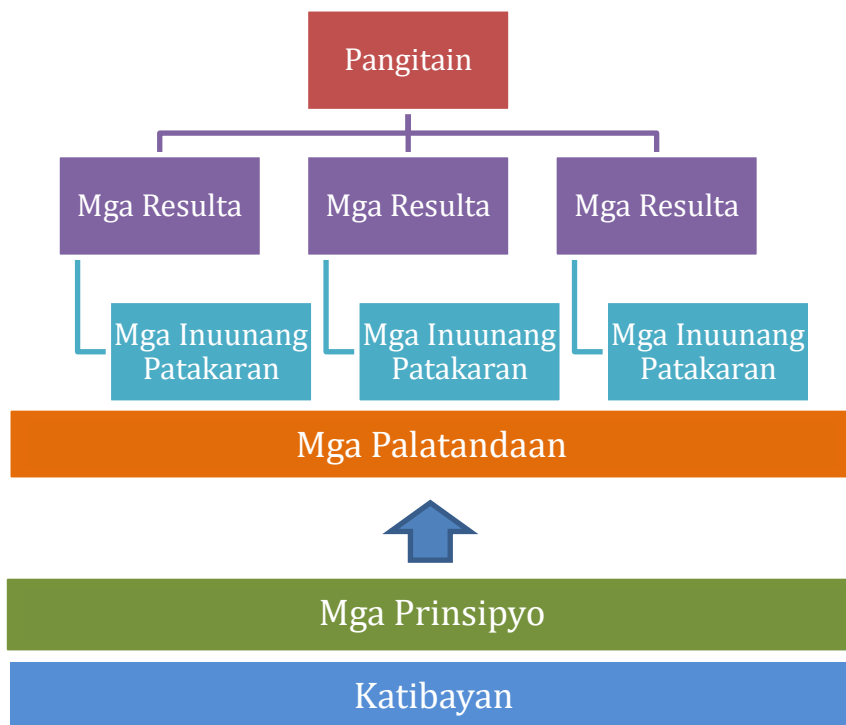 Pangitain
Mga Resulta
Mga Resulta
Mga Resulta
Mga Inuunang
Patakaran
Mga Inuunang
Patakaran
Mga Inuunang
Patakaran
Mga Palatandaan
Mga Prinsipyo
Katibayan